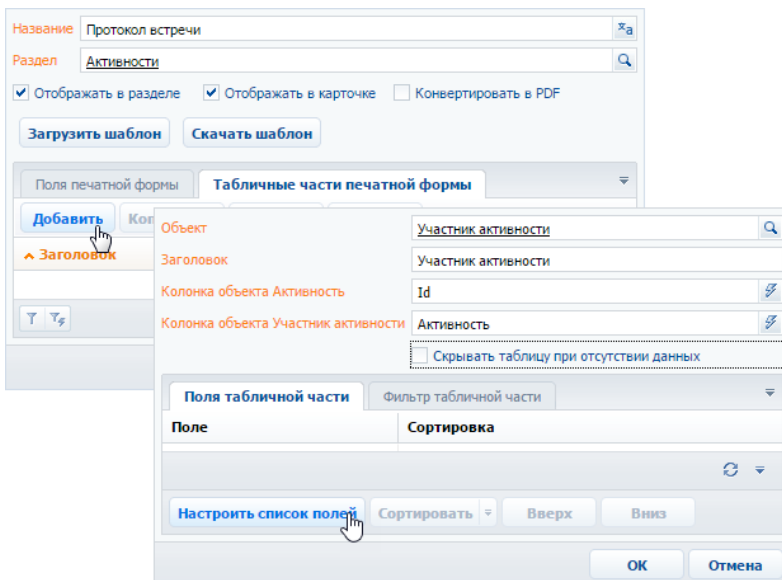 Название Протокол встречи
Раздел Активности
Отображать в разделе Отображать в карточке Конвертировать в PDF
Загрузить шаблон Скачать шаблон
Поля печатной формы Табличные части печатной формы
Добавить
Заголовок
Объект Участник активности
Заголовок Участник активности
Колонка объекта Активность Id
Колонка объекта Участник активности Активность
Скрывать таблицу при отсутствии данных
Поля табличной части Фильтр табличной части
Поле Сортировка
Настроить список полей Сортировать Вверх Вниз
ОК Отмена